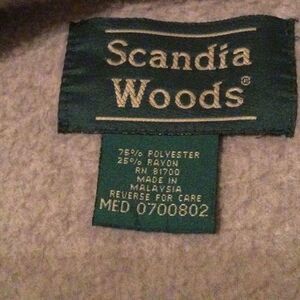 Scandia
Woods®
75% POLYESTER
25% RAYON
RN 81700
MADE IN
MALAYSIA
REVERSE FOR CARE
MED 0700802